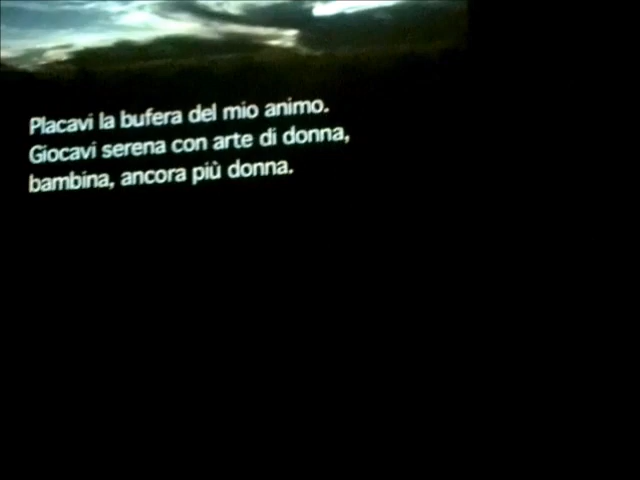 Placavi la bufera del mio animo.
Giocavi serena con arte di donna,
bambina, ancora più donna.